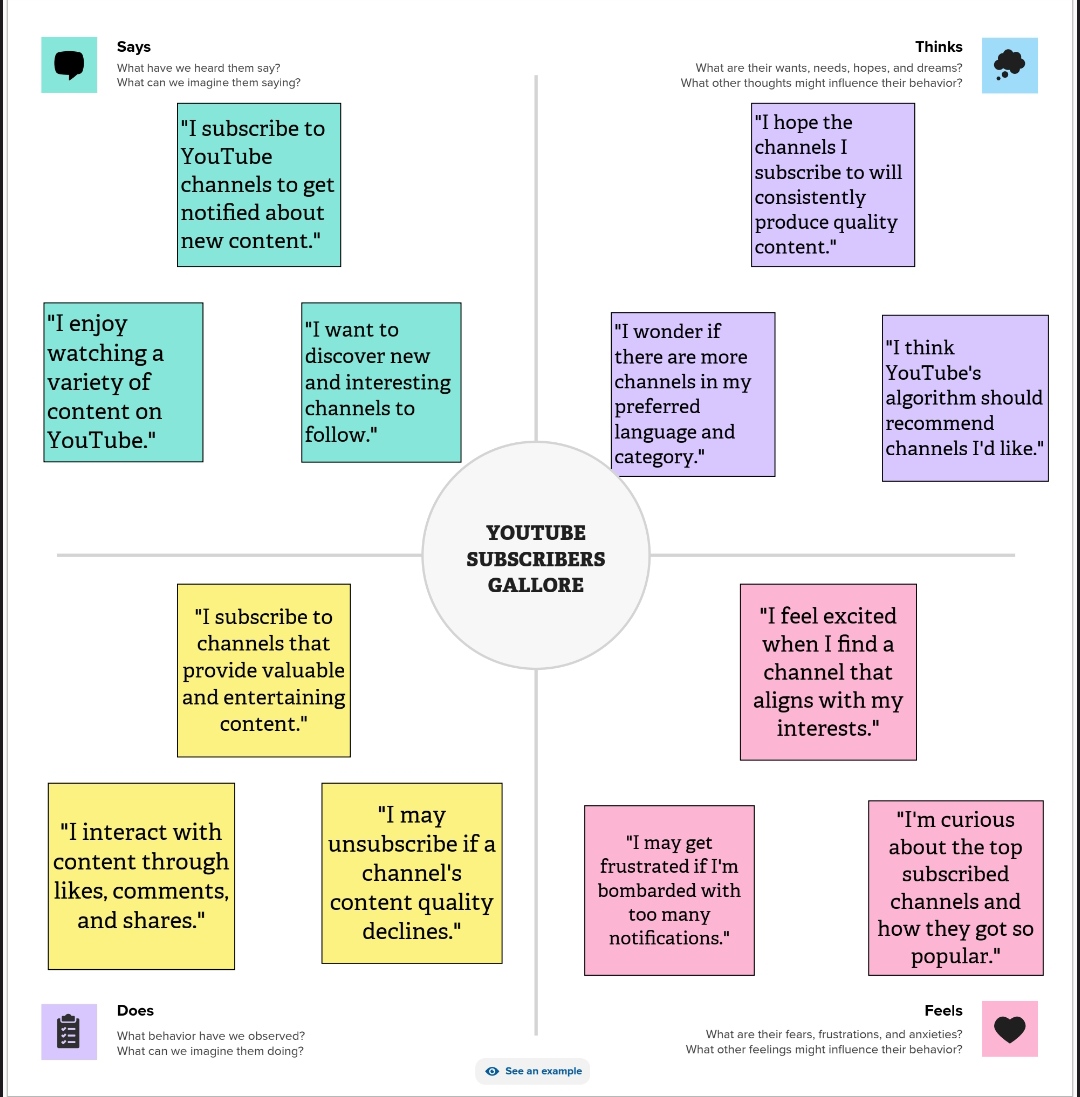 Says
What have we heard them say?
What can we imagine them saying?
Thinks
What are their wants, needs, hopes, and dreams?
What other thoughts might influence their behavior?
"I subscribe to
YouTube
channels to get
notified about
new content."
"I enjoy
watching a
variety of
content on
YouTube."
"I want to
discover new
and interesting
channels to
follow."
"I hope the
channels I
subscribe to will
consistently
produce quality
content."
"I wonder if
there are more
channels in my
preferred
language and
category."
"I think
YouTube's
algorithm should
recommend
channels I'd like."
YOUTUBE
SUBSCRIBERS
GALLORE
"I subscribe to
channels that
provide valuable
and entertaining
content."
"I interact with
content through
likes, comments,
and shares."
"I may
unsubscribe if a
channel's
content quality
declines."
"I feel excited
when I find a
channel that
aligns with my
interests."
"I may get
frustrated if I'm
bombarded with
too many
notifications."
"I'm curious
about the top
subscribed
channels and
how they got so
popular."
Does
What behavior have we observed?
What can we imagine them doing?
Feels
What are their fears, frustrations, and anxieties?
What other feelings might influence their behavior?
See an example